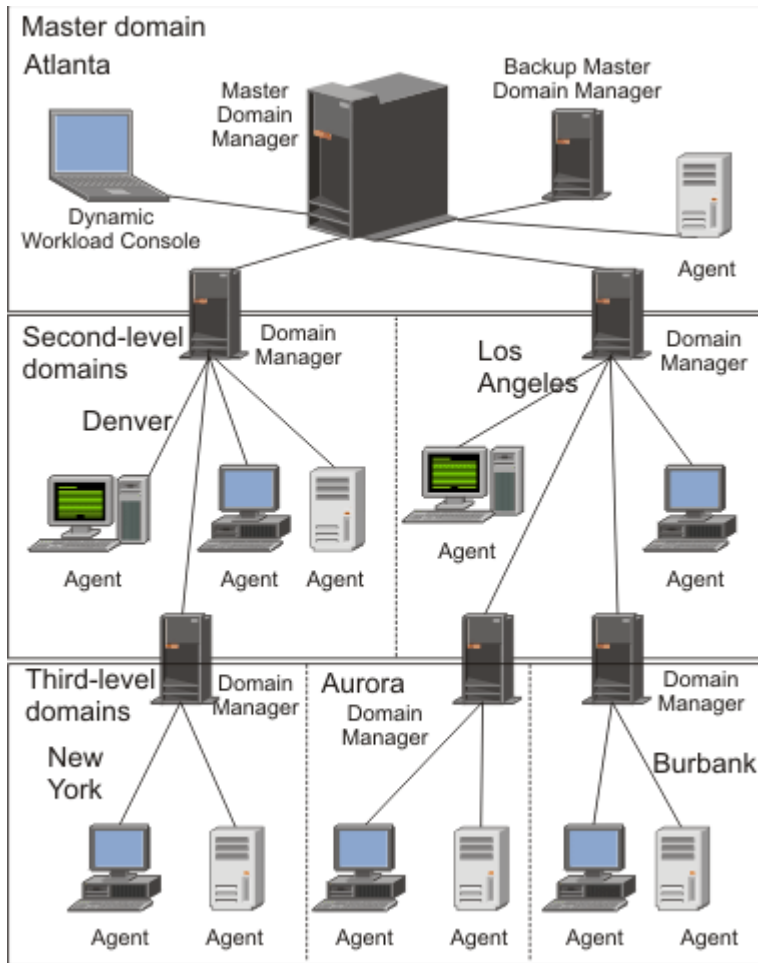 Master domain
Atlanta
Master
Domain
Manager
Backup Master
Domain Manager
Dynamic
Workload Console
Agent
Second-level
domains
Domain
Manager
Los
Angeles
Domain
Manager
Denver
Agent
Agent
Agent
Agent
Agent
Third-level
domains
Domain
Manager
Aurora
Domain
Manager
Domain
Manager
New
York
Burbank
Agent
Agent
Agent
Agent
Agent
Agent